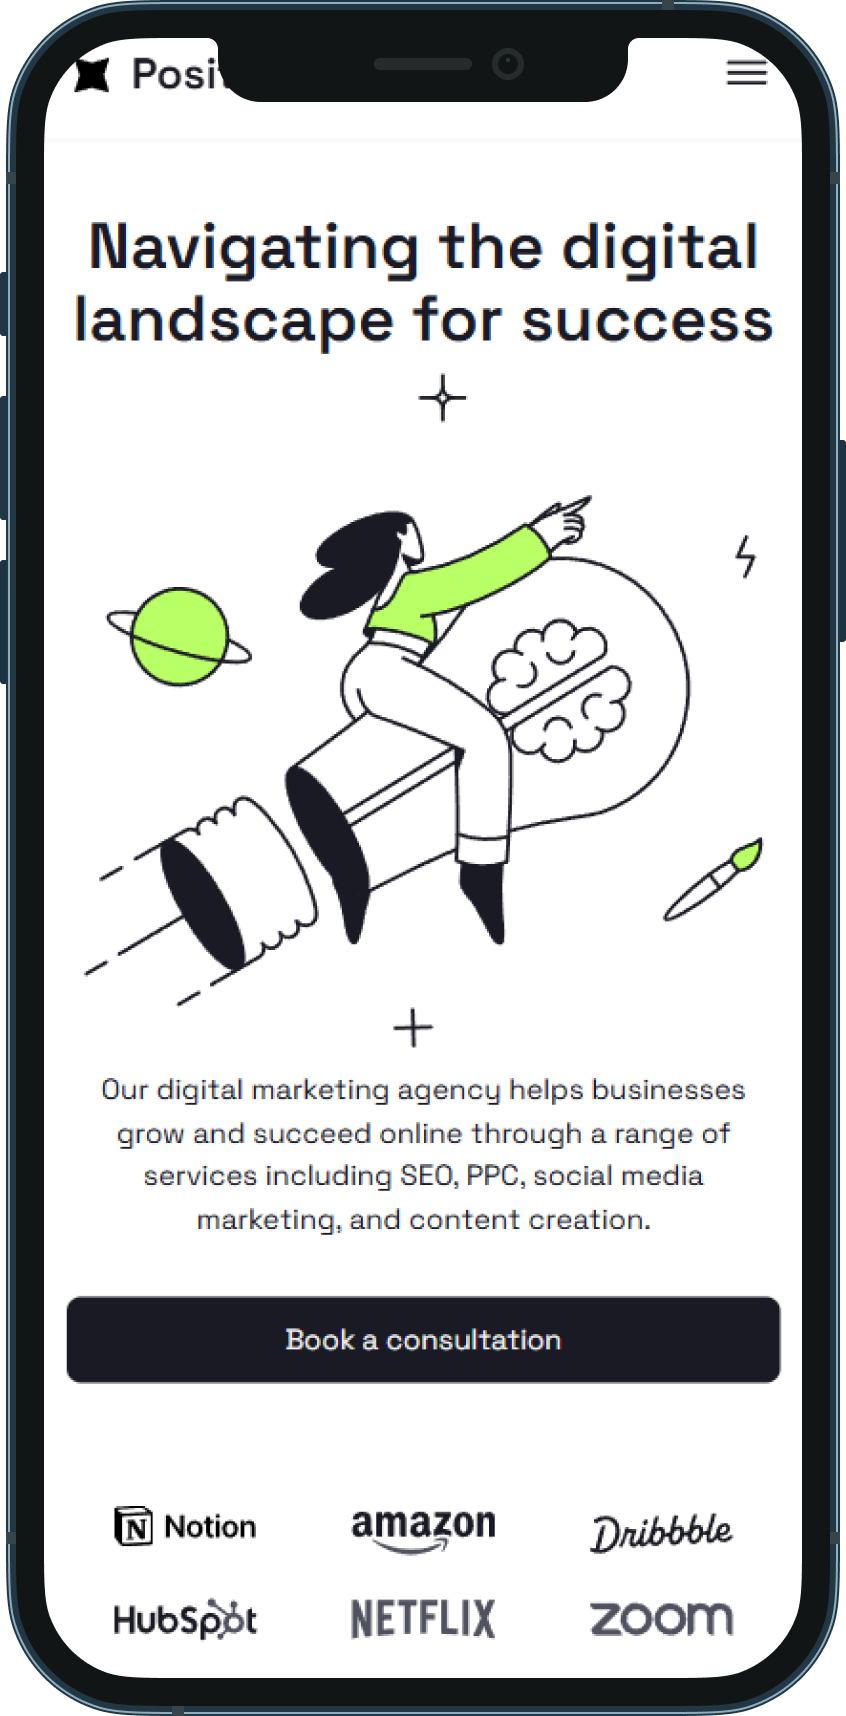 Navigating the digital
landscape for success
Our digital marketing agency helps businesses
grow and succeed online through a range of
services including SEO, PPC, social media
marketing, and content creation.
Book a consultation
Notion amazon Dribbble
HubSpot NETFLIX zoom